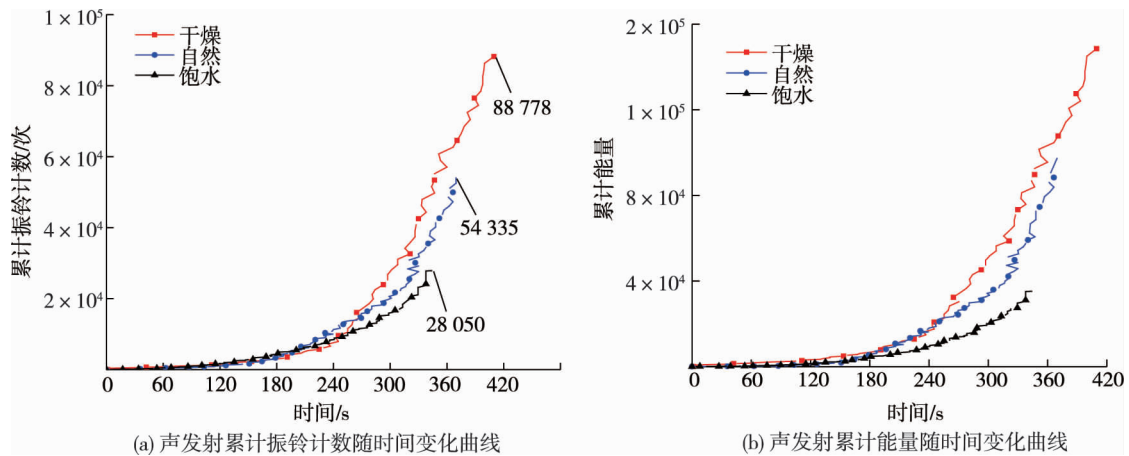 1 × 10⁵
8 × 10⁴
6 × 10⁴
4 × 10⁴
2 × 10⁴
累计振铃计数/次
干燥
自然
饱水
88 778
54 335
28 050
0 60 120 180 240 300 360 420
时间/s
(a) 声发射累计振铃计数随时间变化曲线
2 × 10⁵
1 × 10⁵
8 × 10⁴
4 × 10⁴
累计能量
干燥
自然
饱水
0 60 120 180 240 300 360 420
时间/s
(b) 声发射累计能量随时间变化曲线